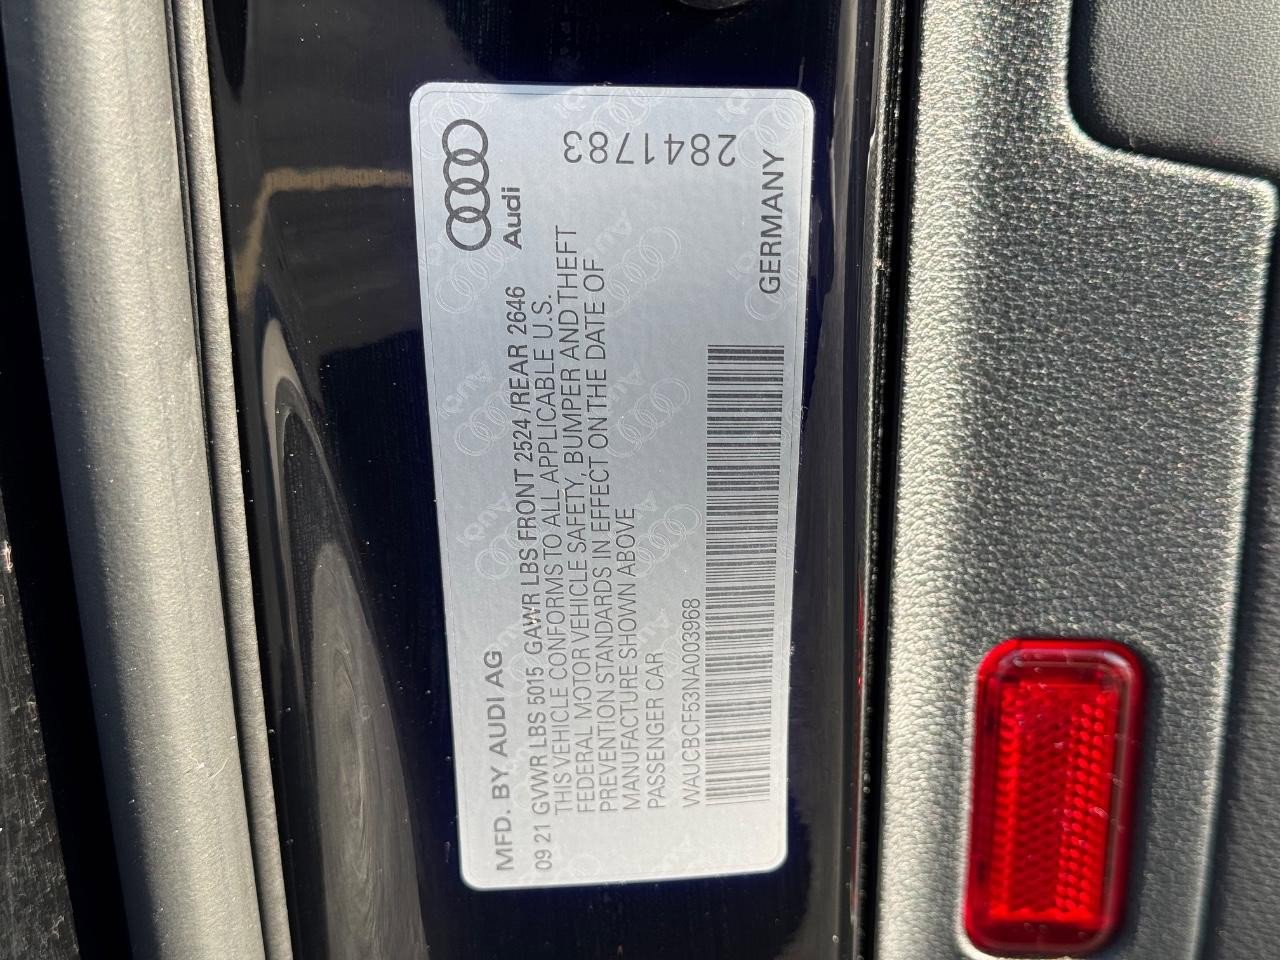 Audi
2841783
MFD. BY AUDI AG
09 21 GVWR LBS 5015 GAWR LBS FRONT 2524/REAR 2646
THIS VEHICLE CONFORMS TO ALL APPLICABLE U.S.
FEDERAL MOTOR VEHICLE SAFETY, BUMPER AND THEFT
PREVENTION STANDARDS IN EFFECT ON THE DATE OF
MANUFACTURE SHOWN ABOVE
PASSENGER CAR
WAUCBCF53NA003968
GERMANY